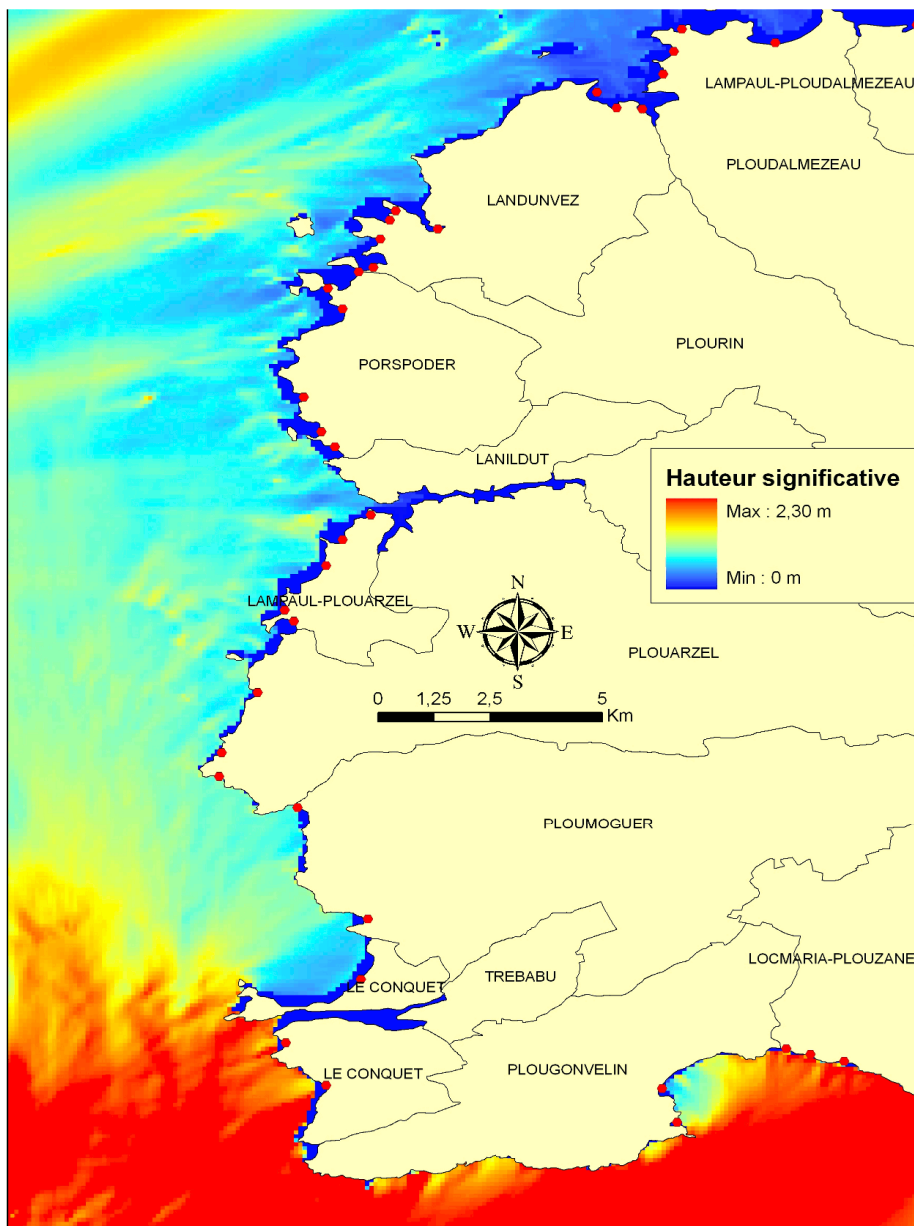 LAMPAUL-PLOUDALMEZEAU
PLOUDALMEZEAU
LANDUNVEZ
PLOURIN
PORSPODER
LANILDUT
Hauteur significative
Max : 2,30 m
Min : 0 m
LAMPAUL-PLOUARZEL
N
W
E
S
PLOUARZEL
0
1,25
2,5
5
Km
PLOUMOGUER
LOCMARIA-PLOUZANE
TREBABU
LE CONQUET
LE CONQUET
PLOUGONVELIN